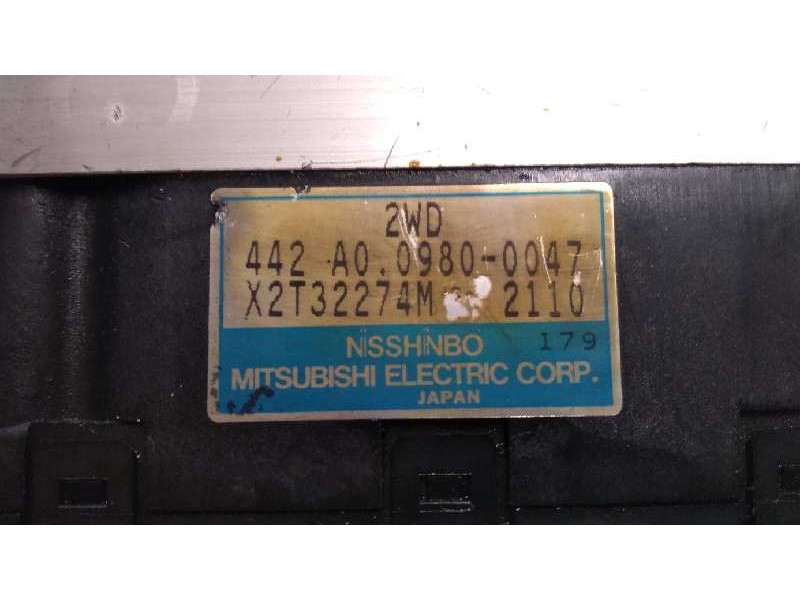 2WD
442 A0.0980-0047
X2T32274M 2110
NISSHINBO 179
MITSUBISHI ELECTRIC CORP.
JAPAN